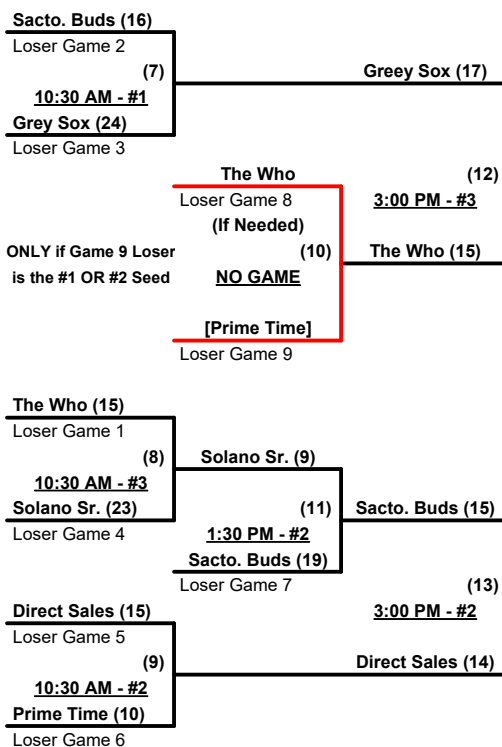 Sacto. Buds (16)
Loser Game 2
(7)
Greey Sox (17)
10:30 AM - #1
Grey Sox (24)
Loser Game 3
The Who
(12)
Loser Game 8
3:00 PM - #3
(If Needed)
ONLY if Game 9 Loser
(10)
The Who (15)
is the #1 OR #2 Seed
NO GAME
[Prime Time]
Loser Game 9
The Who (15)
Loser Game 1
(8)
Solano Sr. (9)
10:30 AM - #3
Solano Sr. (23)
(11)
Sacto. Buds (15)
Loser Game 4
1:30 PM - #2
Sacto. Buds (19)
Loser Game 7
(13)
Direct Sales (15)
3:00 PM - #2
Loser Game 5
(9)
Direct Sales (14)
10:30 AM - #2
Prime Time (10)
Loser Game 6